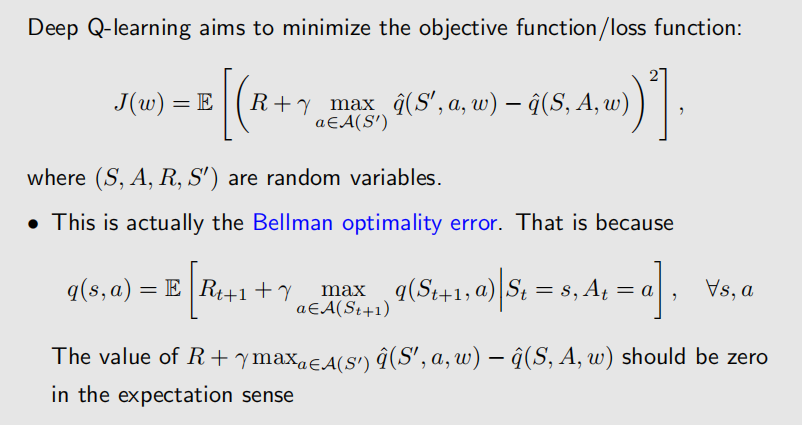 Deep Q-learning aims to minimize the objective function/loss function:
J(w) = 𝔼 [ ( R + γ max_{a∈𝒜(S′)} q̂(S′, a, w) − q̂(S, A, w) )² ] ,
where (S, A, R, S′) are random variables.
• This is actually the Bellman optimality error. That is because
q(s, a) = 𝔼 [ R_{t+1} + γ max_{a∈𝒜(S_{t+1})} q(S_{t+1}, a) | S_t = s, A_t = a ] , ∀s, a
The value of R + γ max_{a∈𝒜(S′)} q̂(S′, a, w) − q̂(S, A, w) should be zero
in the expectation sense